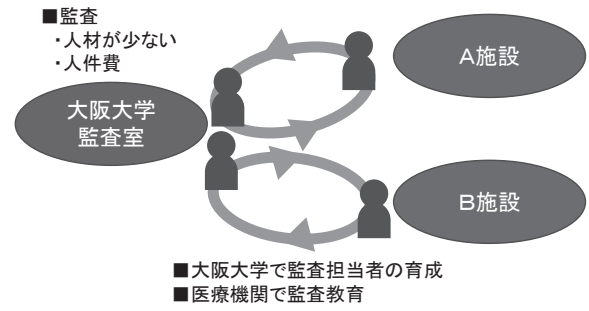 ■監査
・人材が少ない
・人件費
大阪大学
監査室
A施設
B施設
■大阪大学で監査担当者の育成
■医療機関で監査教育